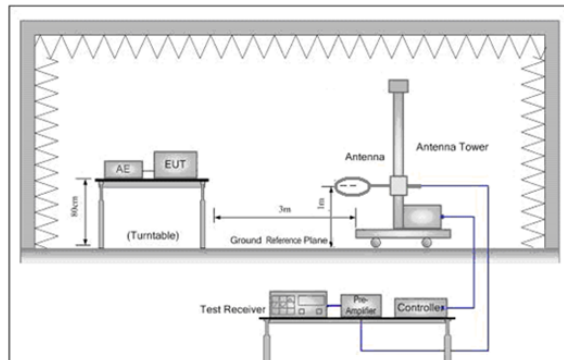 Antenna Tower
Antenna
EUT
AE
80cm
(Turntable)
3m
1m
Ground Reference Plane
Test Receiver
Pre-
Amplifier
Controller